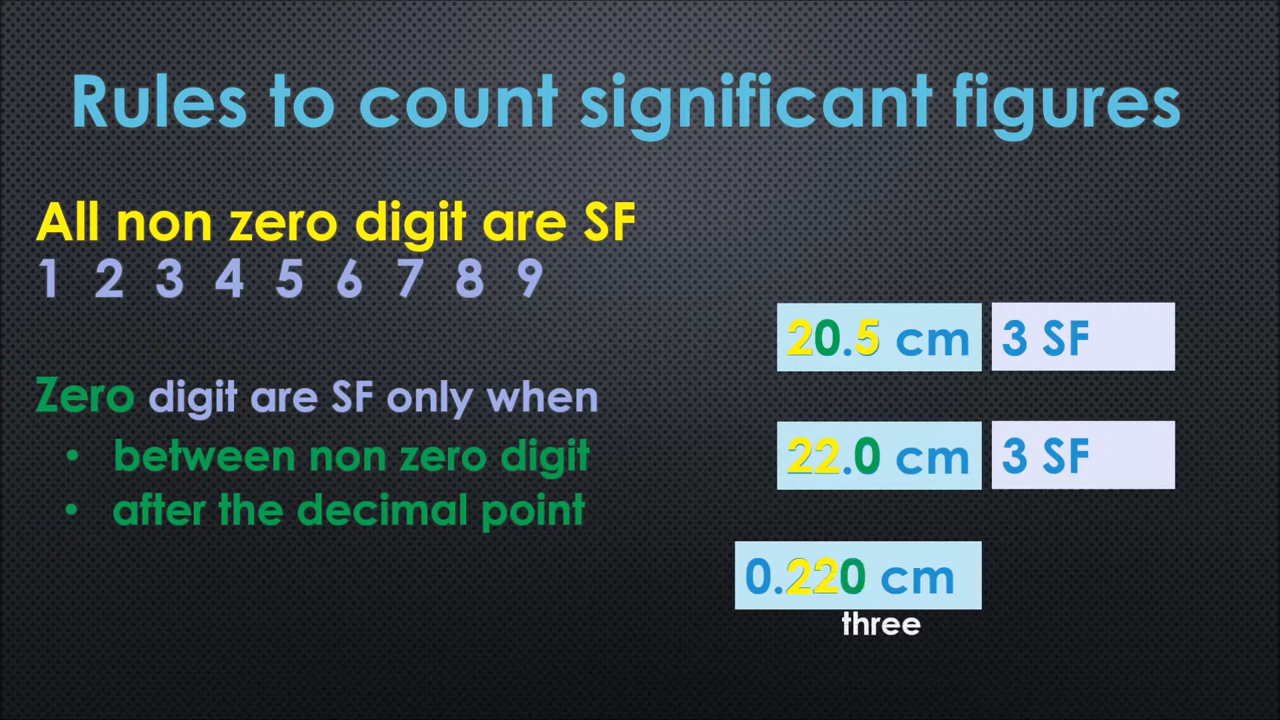 Rules to count significant figures
All non zero digit are SF
1 2 3 4 5 6 7 8 9
20.5 cm 3 SF
Zero digit are SF only when
• between non zero digit
22.0 cm 3 SF
• after the decimal point
0.220 cm
three